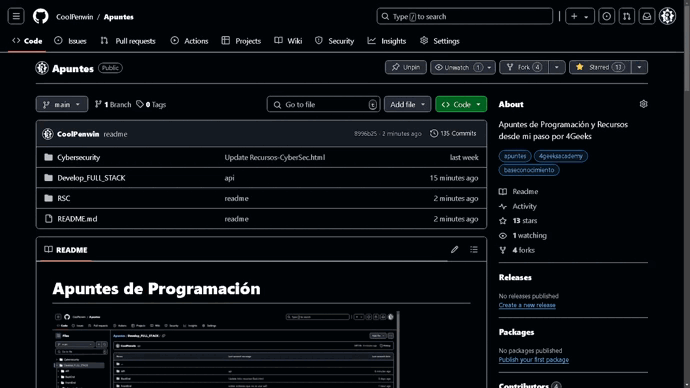 CoolPenwin / Apuntes
Type / to search
Code
Issues
Pull requests
Actions
Projects
Wiki
Security
Insights
Settings
Apuntes Public
Unpin
Unwatch 1
Fork 4
Starred 13
main
1 Branch
0 Tags
Go to file
t
Add file
Code
About
Apuntes de Programación y Recursos
desde mi paso por 4Geeks
apuntes 4geeksacademy
baseconocimiento
CoolPenwin readme
8996b25 · 2 minutes ago
135 Commits
Cybersecurity Update Recursos-CyberSec.html last week
Develop_FULL_STACK api 15 minutes ago
RSC readme 2 minutes ago
README.md readme 2 minutes ago
Readme
Activity
13 stars
1 watching
4 forks
README
Apuntes de Programación
Releases
No releases published
Create a new release
Packages
No packages published
Publish your first package
Contributors 4